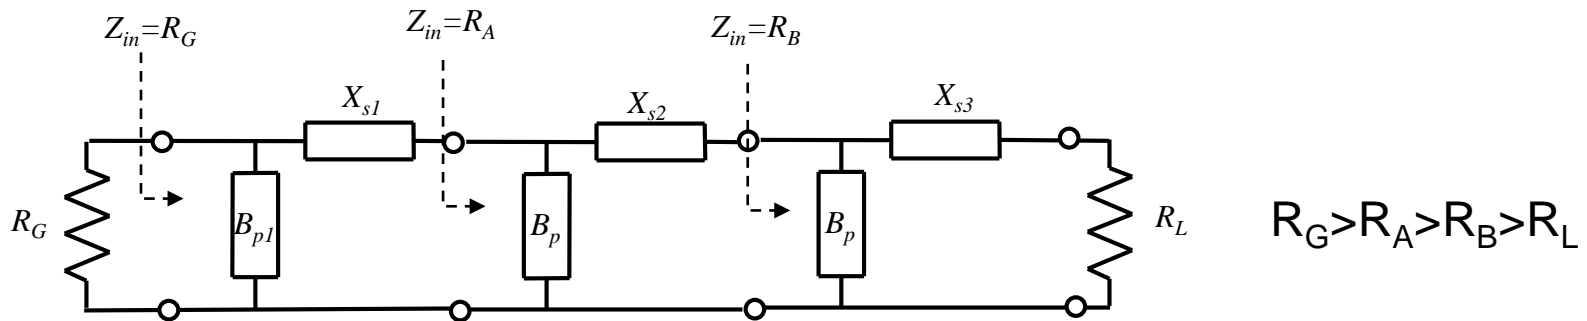 Z_in=R_G
Z_in=R_A
Z_in=R_B
X_s1
X_s2
X_s3
R_G
B_p1
B_p
B_p
R_L
R_G>R_A>R_B>R_L